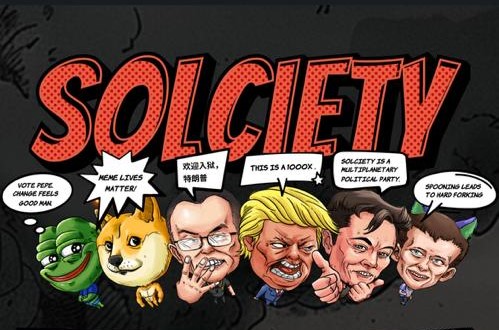 SOLCIETY
VOTE PEPE.
CHANGE FEELS
GOOD MAN.
MEME LIVES
MATTER!
欢迎入狱，
特朗普
THIS IS A 1000X.
SOLCIETY IS A
MULTIPLANETARY
POLITICAL PARTY.
SPOONING LEADS
TO HARD FORKING